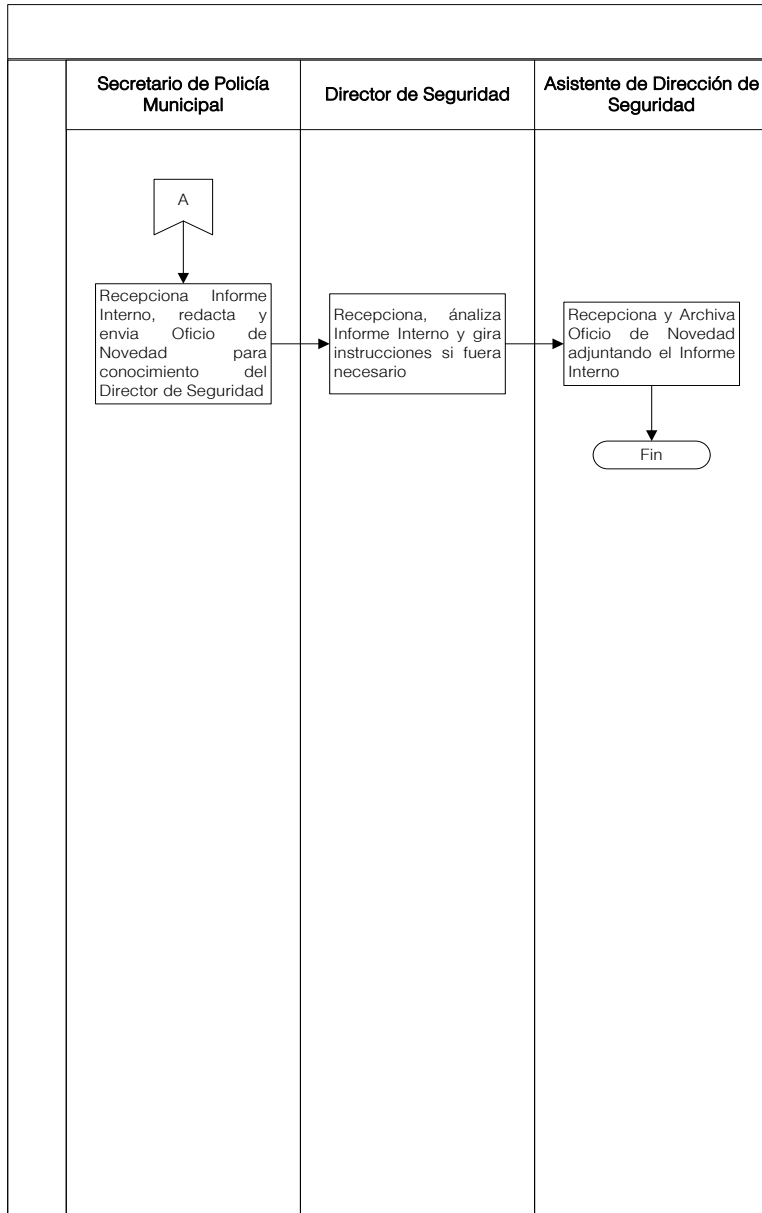 Secretario de Policía
Municipal
Director de Seguridad
Asistente de Dirección de
Seguridad
A
Recepciona Informe
Interno, redacta y
envia Oficio de
Novedad para
conocimiento del
Director de Seguridad
Recepciona, ánaliza
Informe Interno y gira
instrucciones si fuera
necesario
Recepciona y Archiva
Oficio de Novedad
adjuntando el Informe
Interno
Fin